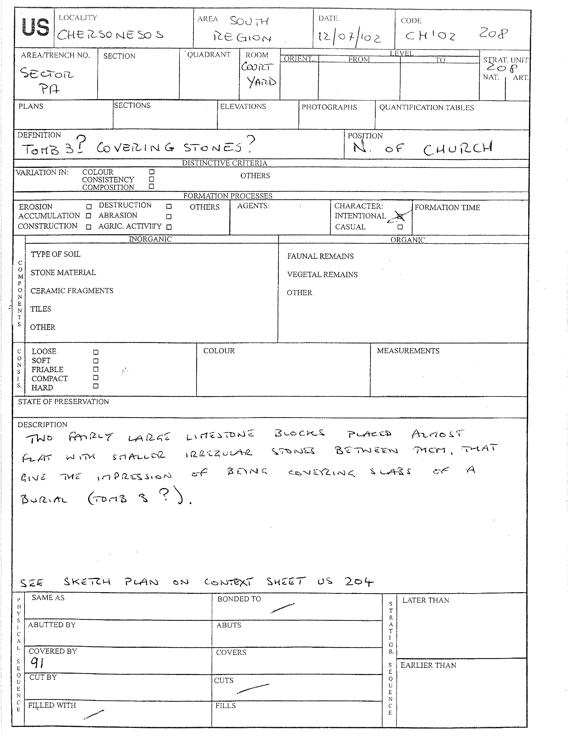 US
LOCALITY
CHERSONESOS
AREA SOUTH
REGION
DATE
12/07/02
CODE
CH'02 208
AREA/TRENCH NO.
SECTOR
PA
SECTION
QUADRANT
ROOM
COURT
YARD
LEVEL
ORIENT. FROM TO
STRAT. UNIT
208
NAT. ART.
PLANS
SECTIONS
ELEVATIONS
PHOTOGRAPHS
QUANTIFICATION TABLES
DEFINITION
TOMB 3? COVERING STONES?
POSITION
N. OF CHURCH
DISTINCTIVE CRITERIA
VARIATION IN: COLOUR
CONSISTENCY
COMPOSITION
OTHERS
FORMATION PROCESSES
EROSION DESTRUCTION OTHERS
ACCUMULATION ABRASION
CONSTRUCTION AGRIC. ACTIVITY
AGENTS:
CHARACTER:
INTENTIONAL
CASUAL
FORMATION TIME
INORGANIC
ORGANIC
COMPONENTS
TYPE OF SOIL
STONE MATERIAL
CERAMIC FRAGMENTS
TILES
OTHER
FAUNAL REMAINS
VEGETAL REMAINS
OTHER
CONSIS.
LOOSE
SOFT
FRIABLE
COMPACT
HARD
COLOUR
MEASUREMENTS
STATE OF PRESERVATION
DESCRIPTION
TWO FAIRLY LARGE LIMESTONE BLOCKS PLACED ALMOST
FLAT WITH SMALLER IRREGULAR STONES BETWEEN THEM, THAT
GIVE THE IMPRESSION OF BEING COVERING SLABS OF A
BURIAL (TOMB 3?).
SEE SKETCH PLAN ON CONTEXT SHEET US 204
PHYSICAL SEQUENCE
SAME AS
BONDED TO
ABUTTED BY
ABUTS
COVERED BY
91
COVERS
CUT BY
CUTS
FILLED WITH
FILLS
STRATIGR. SEQUENCE
LATER THAN
EARLIER THAN